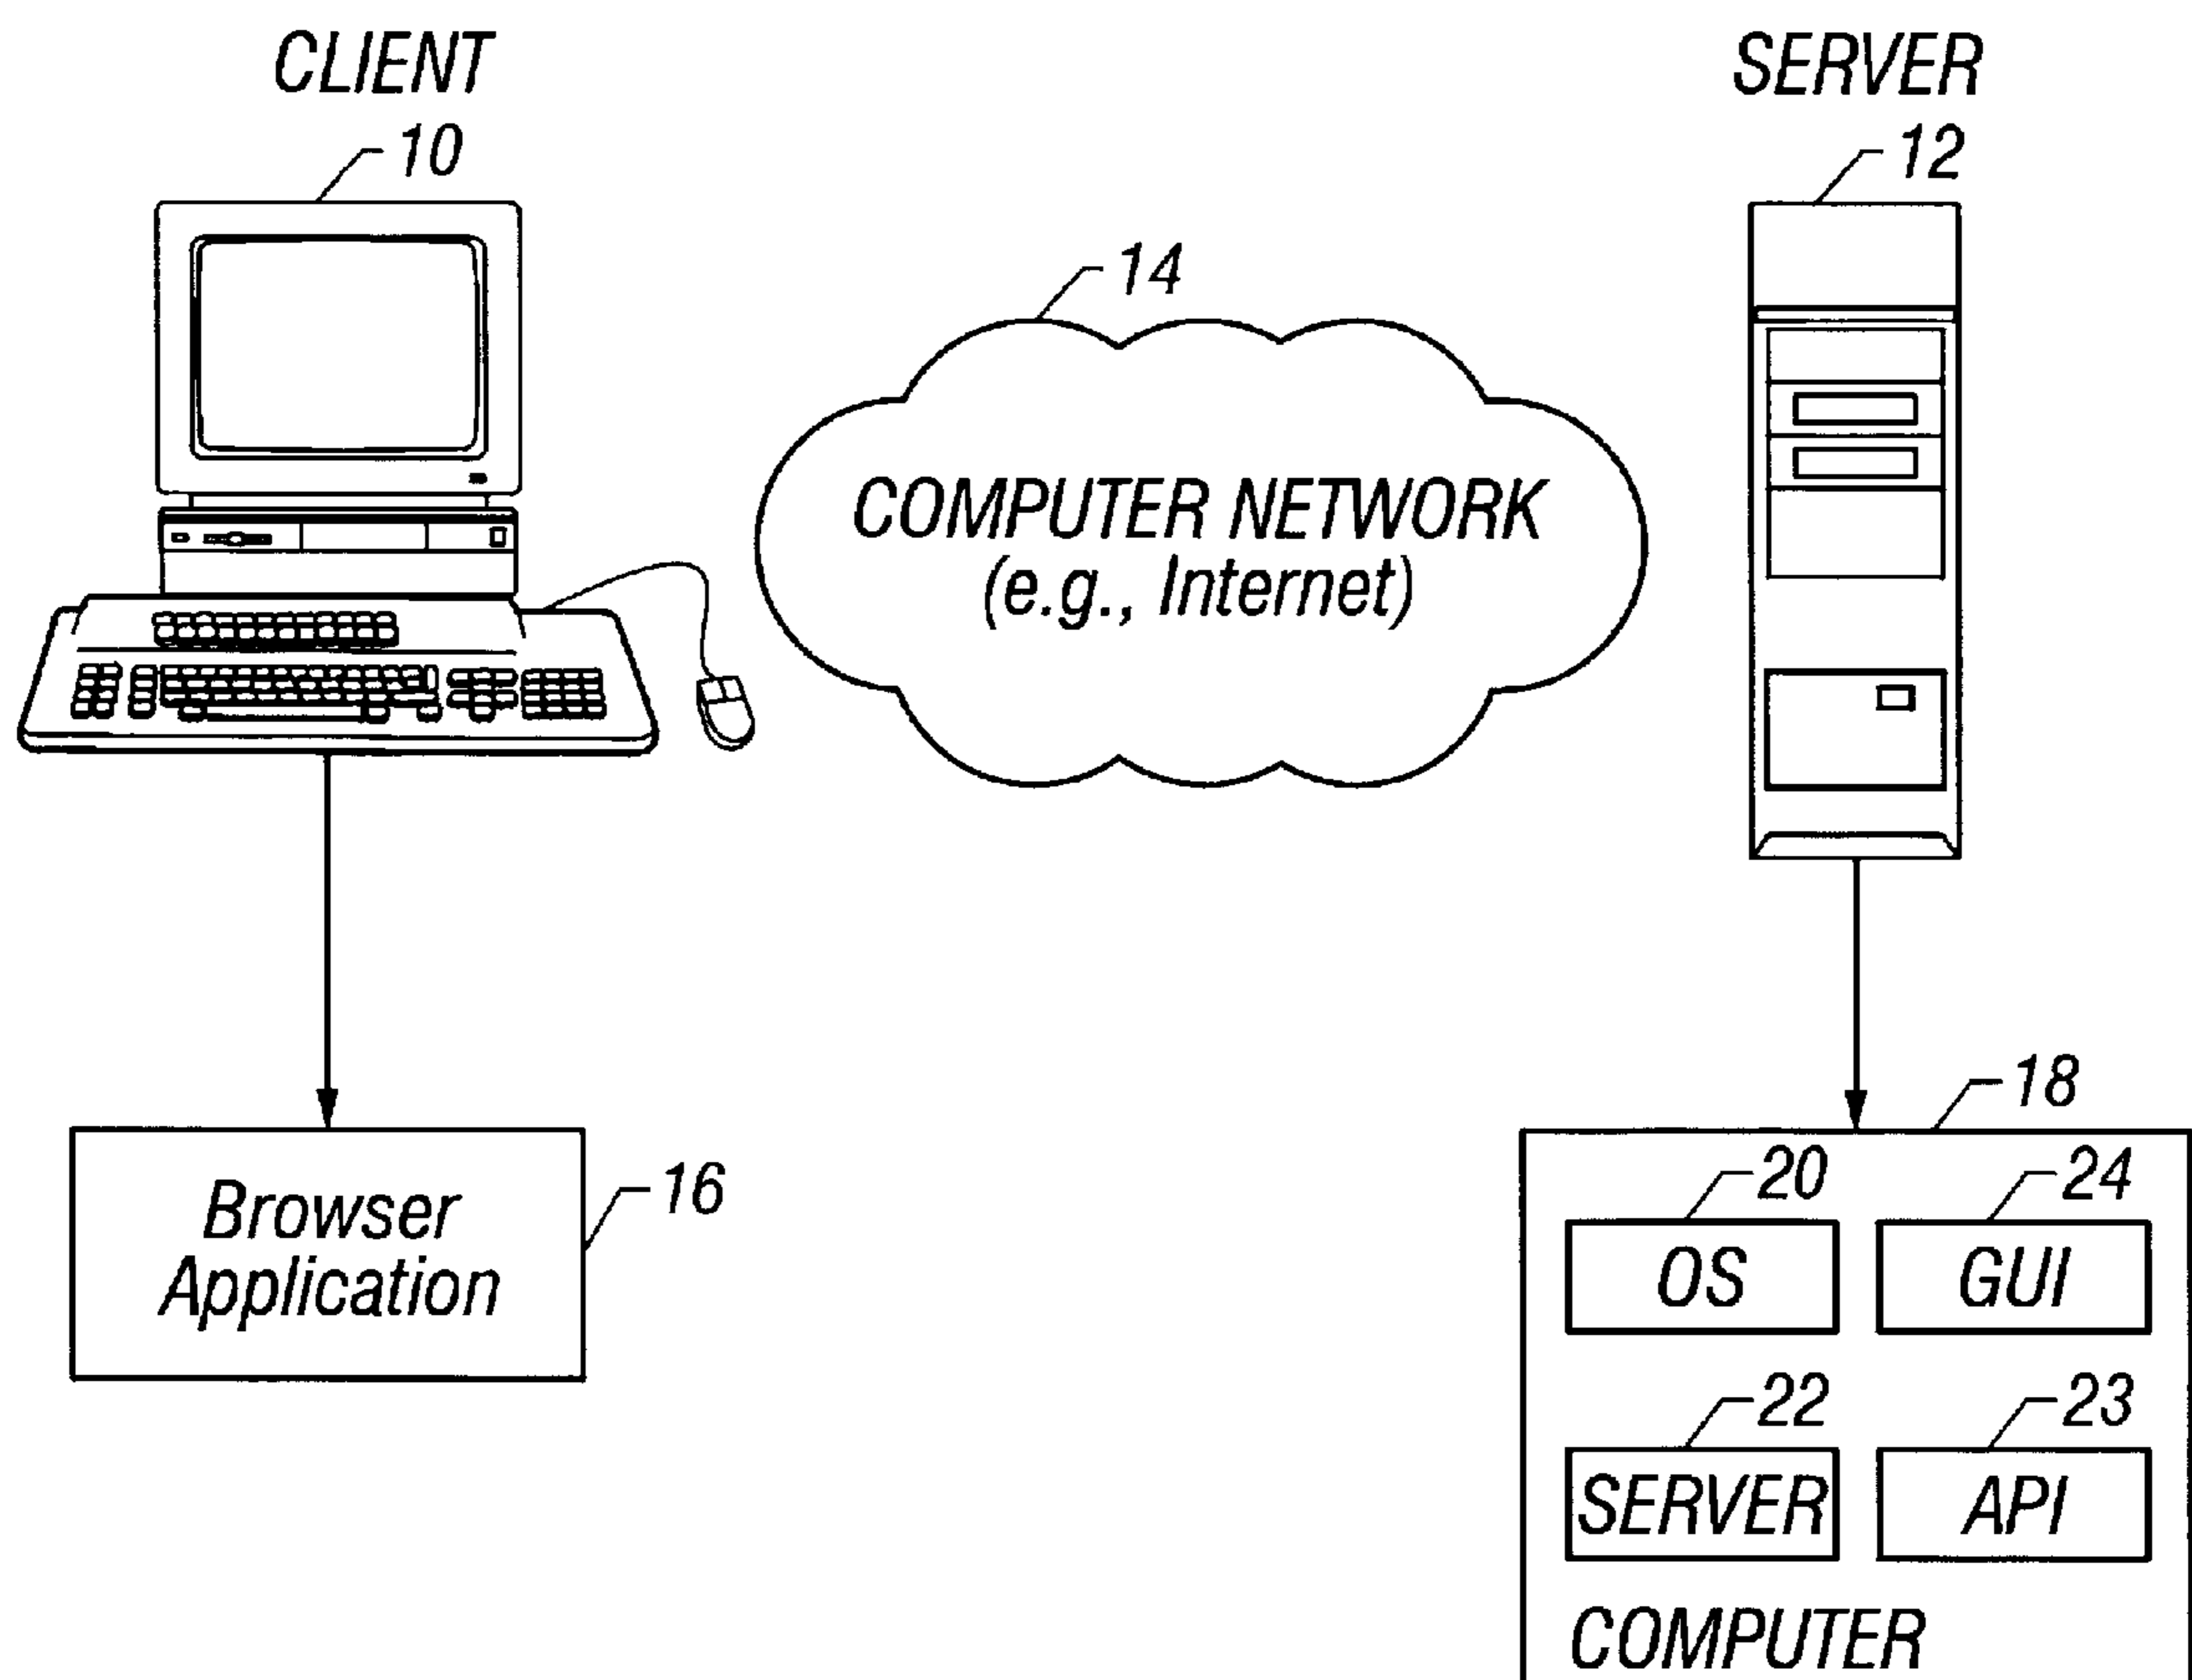 CLIENT
10
SERVER
12
14
COMPUTER NETWORK
(e.g., Internet)
18
Browser
Application
16
20
OS
24
GUI
22
SERVER
23
API
COMPUTER